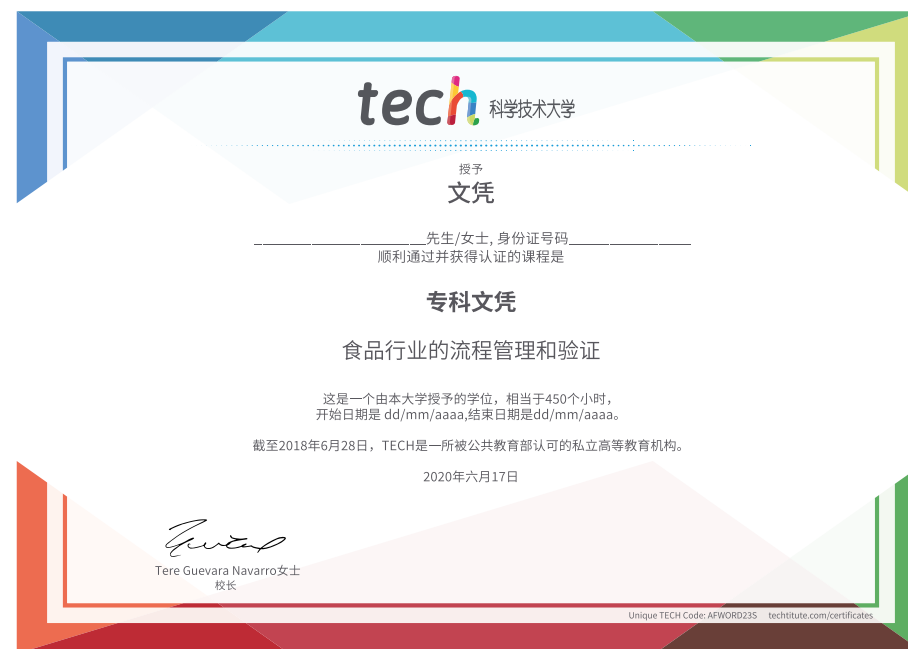 tech 科学技术大学
授予
文凭
____________________先生/女士, 身份证号码_______________
顺利通过并获得认证的课程是
专科文凭
食品行业的流程管理和验证
这是一个由本大学授予的学位，相当于450个小时，
开始日期是 dd/mm/aaaa,结束日期是dd/mm/aaaa。
截至2018年6月28日，TECH是一所被公共教育部认可的私立高等教育机构。
2020年六月17日
Tere Guevara Navarro女士
校长
Unique TECH Code: AFWORD23S techtitute.com/certificates